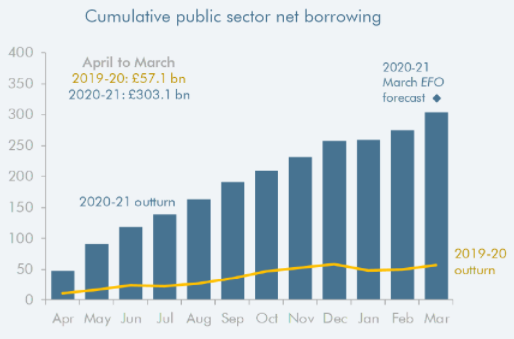 Cumulative public sector net borrowing
400
350
300
250
200
150
100
50
0
April to March
2019-20: £57.1 bn
2020-21: £303.1 bn
2020-21
March EFO
forecast
2020-21 outturn
2019-20
outturn
Apr May Jun Jul Aug Sep Oct Nov Dec Jan Feb Mar